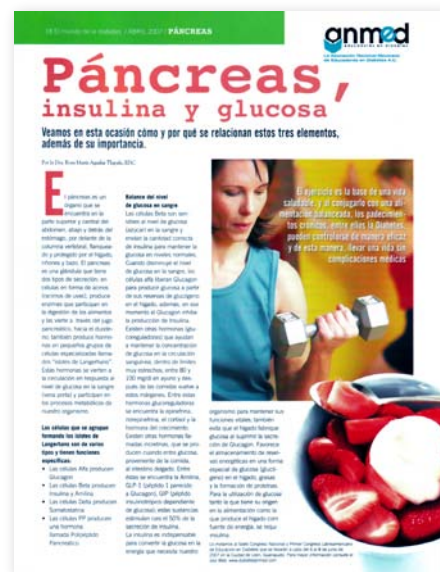 18 El mundo de la diabetes / ABRIL 2007 / PÁNCREAS
anmed
Páncreas,
insulina y glucosa
Veamos en esta ocasión cómo y por qué se relacionan estos tres elementos,
además de su importancia.
El páncreas es un
órgano que se
encuentra en la
parte superior y central del
abdomen, abajo y detrás del
estómago, por delante de la
columna vertebral, flanquea-
do y protegido por el hígado,
riñones y bazo. El páncreas
es una glándula que tiene
dos tipos de secreción: en
células en forma de acinos
(racimos de uvas), produce
enzimas que participan en
la digestión de los alimentos
y las vierte a través del jugo
pancreático, hacia el duode-
no; también produce hormo-
nas en pequeños grupos de
células especializadas llama-
dos "islotes de Langerhans".
Estas hormonas se vierten a
la circulación en respuesta al
nivel de glucosa en la sangre
(vena porta) y participan en
los procesos metabólicos de
nuestro organismo.
Las células que se agrupan
formando los islotes de
Langerhans son de varios
tipos y tienen funciones
específicas:
• Las células Alfa producen
Glucagon
• Las células Beta producen
Insulina y Amilina
• Las células Delta producen
Somatostatina
• Las células PP producen
una hormona
llamada Polipéptido
Pancreático
Balance del nivel
de glucosa en sangre
Las células Beta son sen-
sibles al nivel de glucosa
(azúcar) en la sangre y
envían la cantidad correcta
de insulina para mantener la
glucosa en niveles normales.
Cuando disminuye el nivel
de glucosa en la sangre, las
células alfa liberan Glucagon
para producir glucosa a partir
de sus reservas de glucógeno
en el hígado; además, en ese
momento al Glucagon inhibe
la producción de Insulina.
Existen otras hormonas (glu-
coreguladoras) que ayudan
a mantener la concentración
de glucosa en la circulación
sanguínea, dentro de límites
muy estrechos, entre 80 y
100 mg/dl en ayuno y des-
pués de las comidas vuelve a
estos márgenes. Entre estas
hormonas glucoreguladoras
se encuentra la epinefrina,
norepinefrina, el cortisol y la
hormona del crecimiento.
Existen otras hormonas lla-
madas incretinas, que se pro-
ducen cuando entre glucosa,
proveniente de la comida,
al intestino delgado. Entre
éstas se encuentra la Amilina,
GLP-1 (péptido 1 parecido
a Glucagon), GIP (péptido
insulinotrópico dependiente
de glucosa); estas sustancias
estimulan casi el 50% de la
secreción de insulina.
La insulina es indispensable
para convertir la glucosa en la
energía que necesita nuestro
organismo para mantener sus
funciones vitales, también
evita que el hígado fabrique
glucosa al suprimir la secre-
ción de Glucagon. Favorece
el almacenamiento de reser-
vas energéticas en una forma
especial de glucosa (glucó-
geno) en el hígado, grasas
y la formación de proteínas.
Para la utilización de glucosa
tanto la que tiene su origen
en la alimentación como la
que produce el hígado com
fuente de energía, se requi
insulina.
El ejercicio es la base de una vida
saludable, y al conjugarlo con una ali-
mentación balanceada, los padecimien-
tos crónicos, entre ellos la Diabetes,
pueden controlarse de manera eficaz
y de esta manera, llevar una vida sin
complicaciones médicas